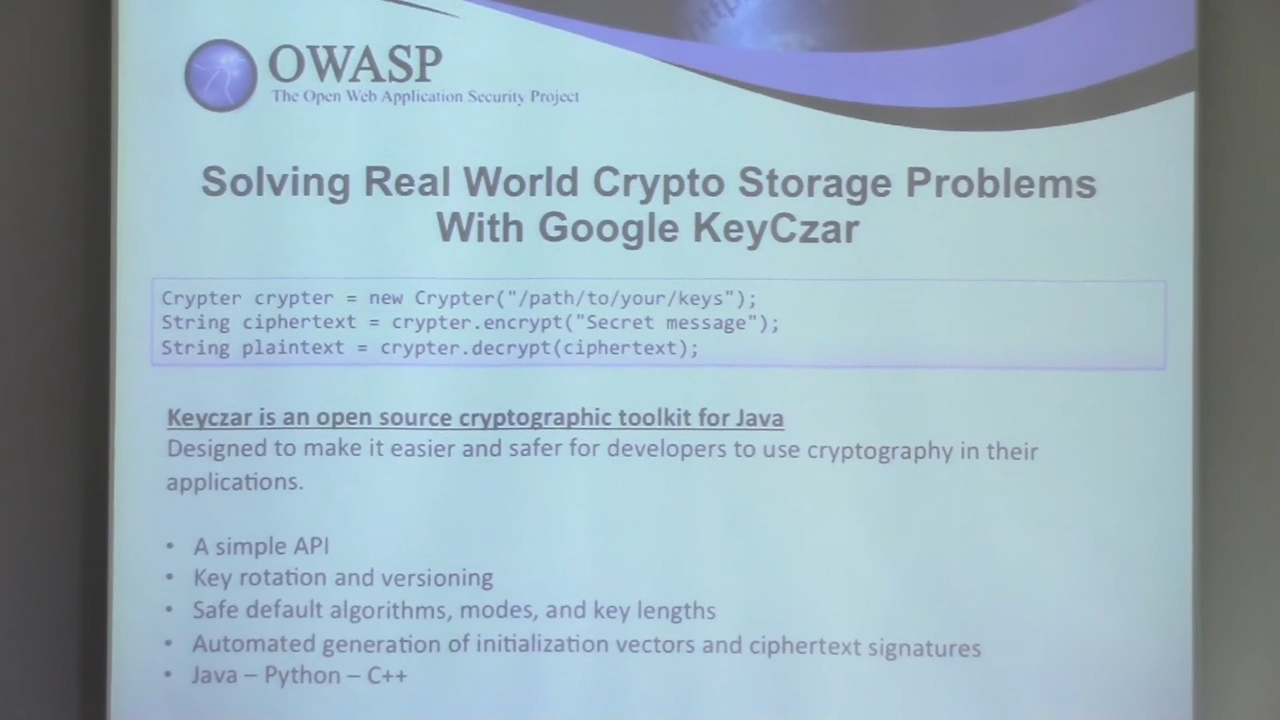 OWASP
The Open Web Application Security Project
Solving Real World Crypto Storage Problems
With Google KeyCzar
Crypter crypter = new Crypter("/path/to/your/keys");
String ciphertext = crypter.encrypt("Secret message");
String plaintext = crypter.decrypt(ciphertext);
Keyczar is an open source cryptographic toolkit for Java
Designed to make it easier and safer for developers to use cryptography in their
applications.
• A simple API
• Key rotation and versioning
• Safe default algorithms, modes, and key lengths
• Automated generation of initialization vectors and ciphertext signatures
• Java – Python – C++